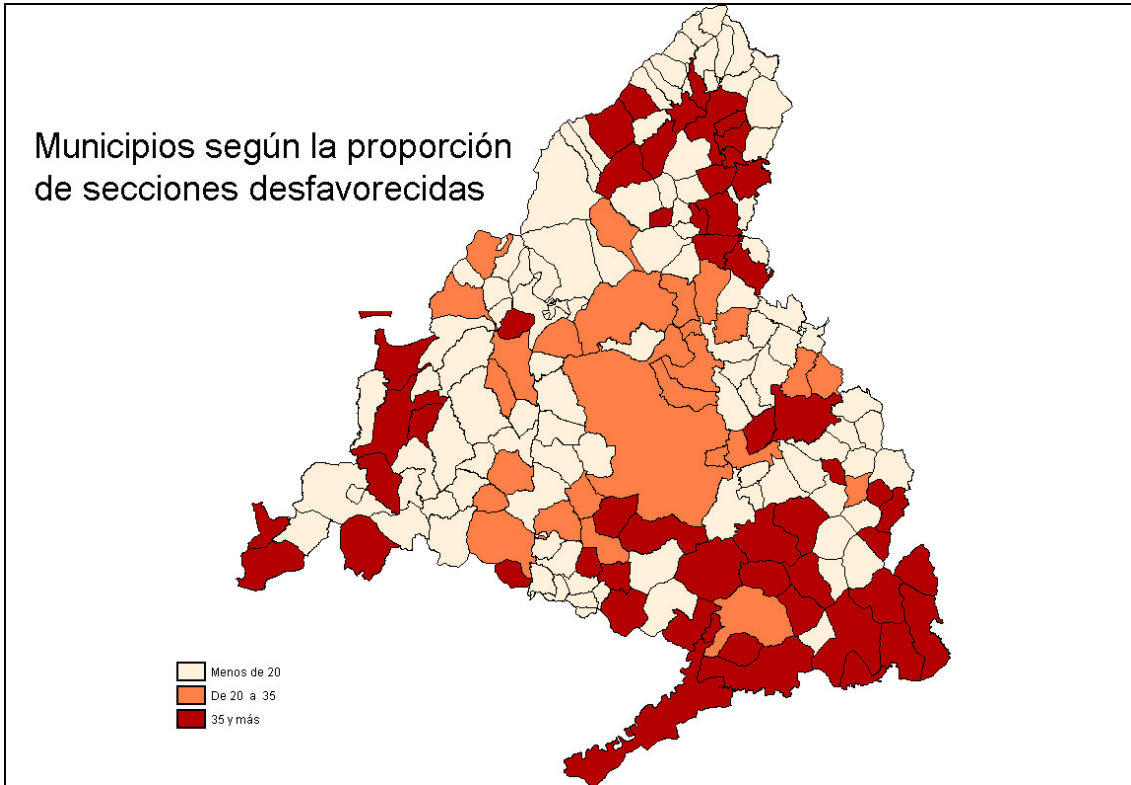 Municipios según la proporción
de secciones desfavorecidas
Menos de 20
De 20 a 35
35 y más